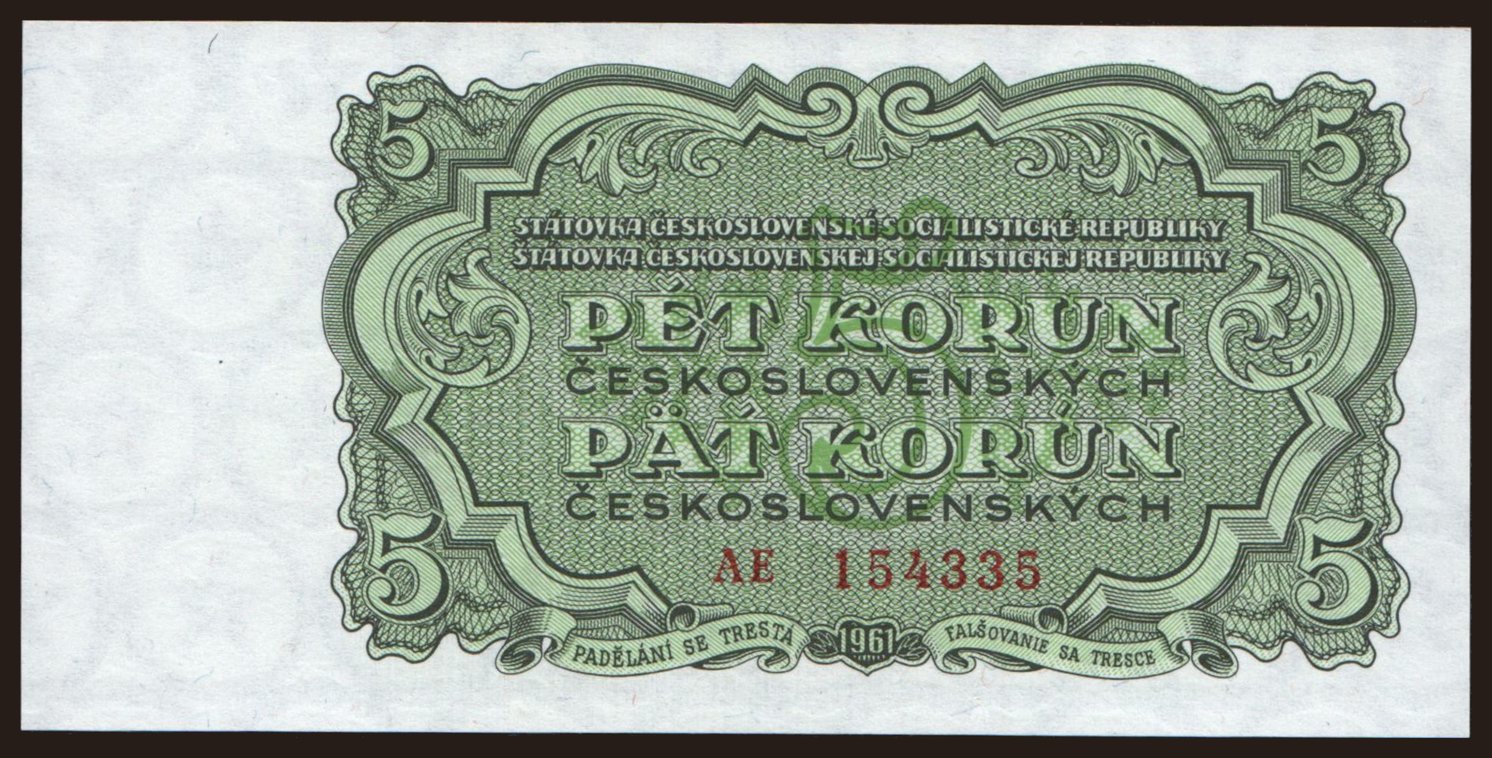 5 5
STÁTOVKA ČESKOSLOVENSKÉ SOCIALISTICKÉ REPUBLIKY
ŠTÁTOVKA ČESKOSLOVENSKEJ SOCIALISTICKEJ REPUBLIKY
PĚT KORUN
ČESKOSLOVENSKÝCH
PÄŤ KORÚN
ČESKOSLOVENSKÝCH
5 5
AE 154335
PADĚLÁNÍ SE TRESTÁ 1961 FALŠOVANIE SA TRESCE